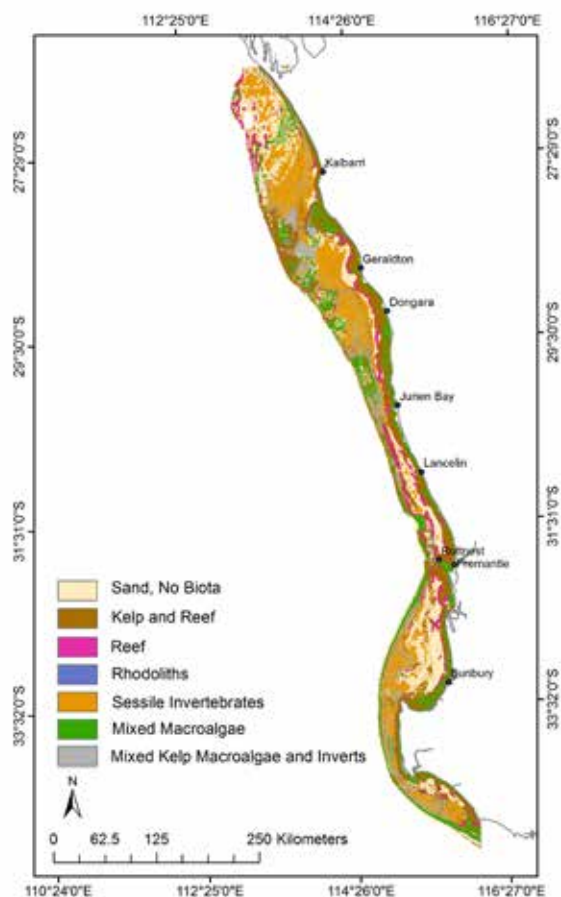 112°25'0"E 114°26'0"E 116°27'0"E
27°29'0"S 27°29'0"S
Kalbarri
Geraldton
Dongara
29°30'0"S 29°30'0"S
Jurien Bay
Lancelin
31°31'0"S 31°31'0"S
Rottnest
Fremantle
Sand, No Biota
Kelp and Reef
Reef
Rhodoliths
Bunbury
Sessile Invertebrates
33°32'0"S 33°32'0"S
Mixed Macroalgae
Mixed Kelp Macroalgae and Inverts
N
0 62.5 125 250 Kilometers
110°24'0"E 112°25'0"E 114°26'0"E 116°27'0"E